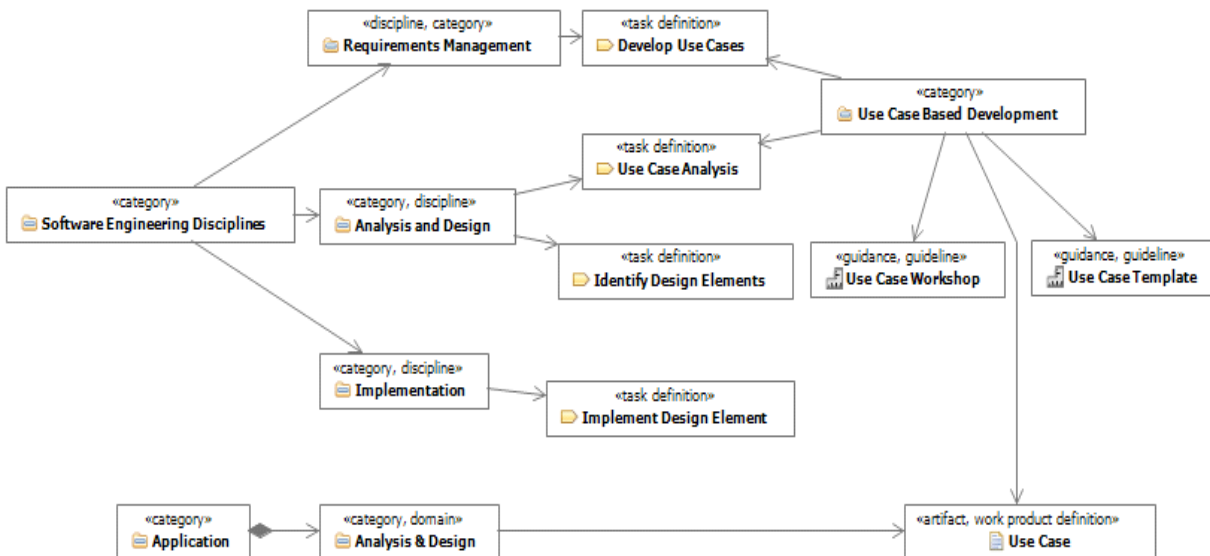 «discipline, category»
Requirements Management
«task definition»
Develop Use Cases
«category»
Use Case Based Development
«task definition»
Use Case Analysis
«category»
Software Engineering Disciplines
«category, discipline»
Analysis and Design
«task definition»
Identify Design Elements
«guidance, guideline»
Use Case Workshop
«guidance, guideline»
Use Case Template
«category, discipline»
Implementation
«task definition»
Implement Design Element
«category»
Application
«category, domain»
Analysis & Design
«artifact, work product definition»
Use Case